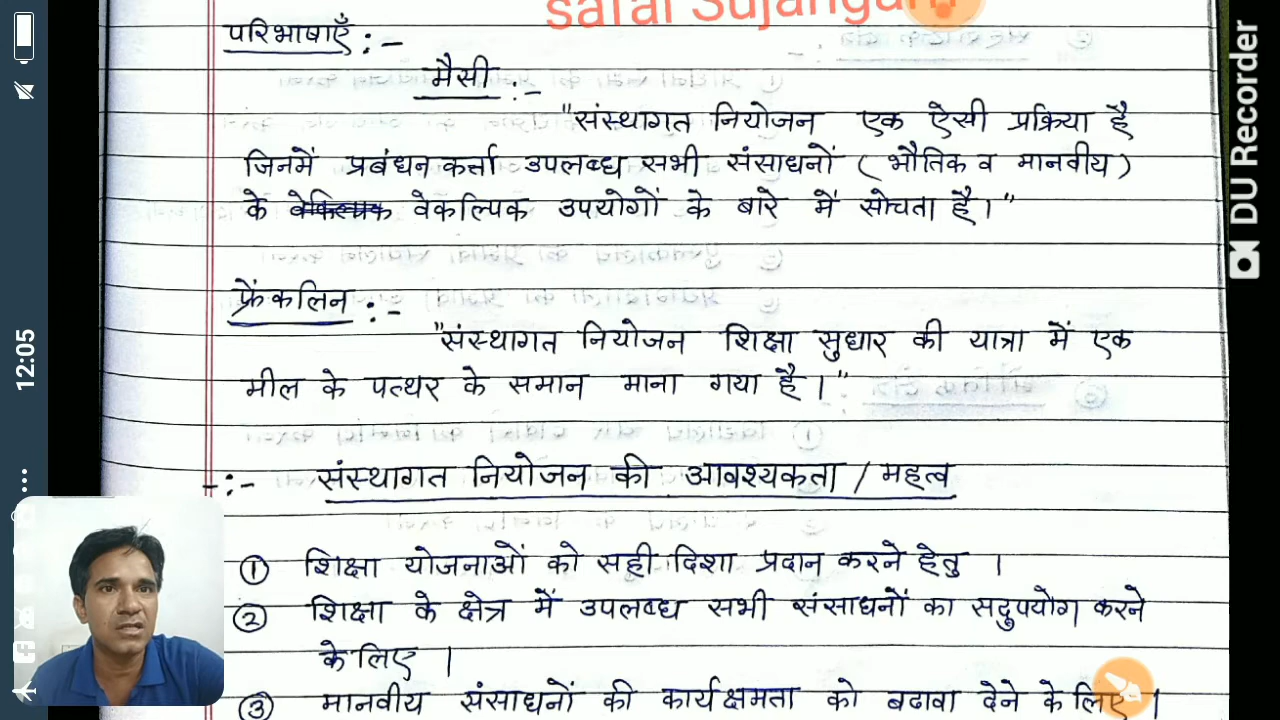 परिभाषाएँ :-
मैसी :-
"संस्थागत नियोजन एक ऐसी प्रक्रिया है
जिनमें प्रबंधन कर्त्ता उपलब्ध सभी संसाधनों ( भौतिक व मानवीय )
के वेकल्पिक उपयोगों के बारे में सोचता है।"
फ्रेंकलिन :-
"संस्थागत नियोजन शिक्षा सुधार की यात्रा में एक
मील के पत्थर के समान माना गया है।"
-:- संस्थागत नियोजन की आवश्यकता / महत्व
① शिक्षा योजनाओं को सही दिशा प्रदान करने हेतु ।
② शिक्षा के क्षेत्र में उपलब्ध सभी संसाधनों का सदुपयोग करने
के लिए ।
③ मानवीय संसाधनों की कार्यक्षमता को बढावा देने के लिए ।
12:05
DU Recorder